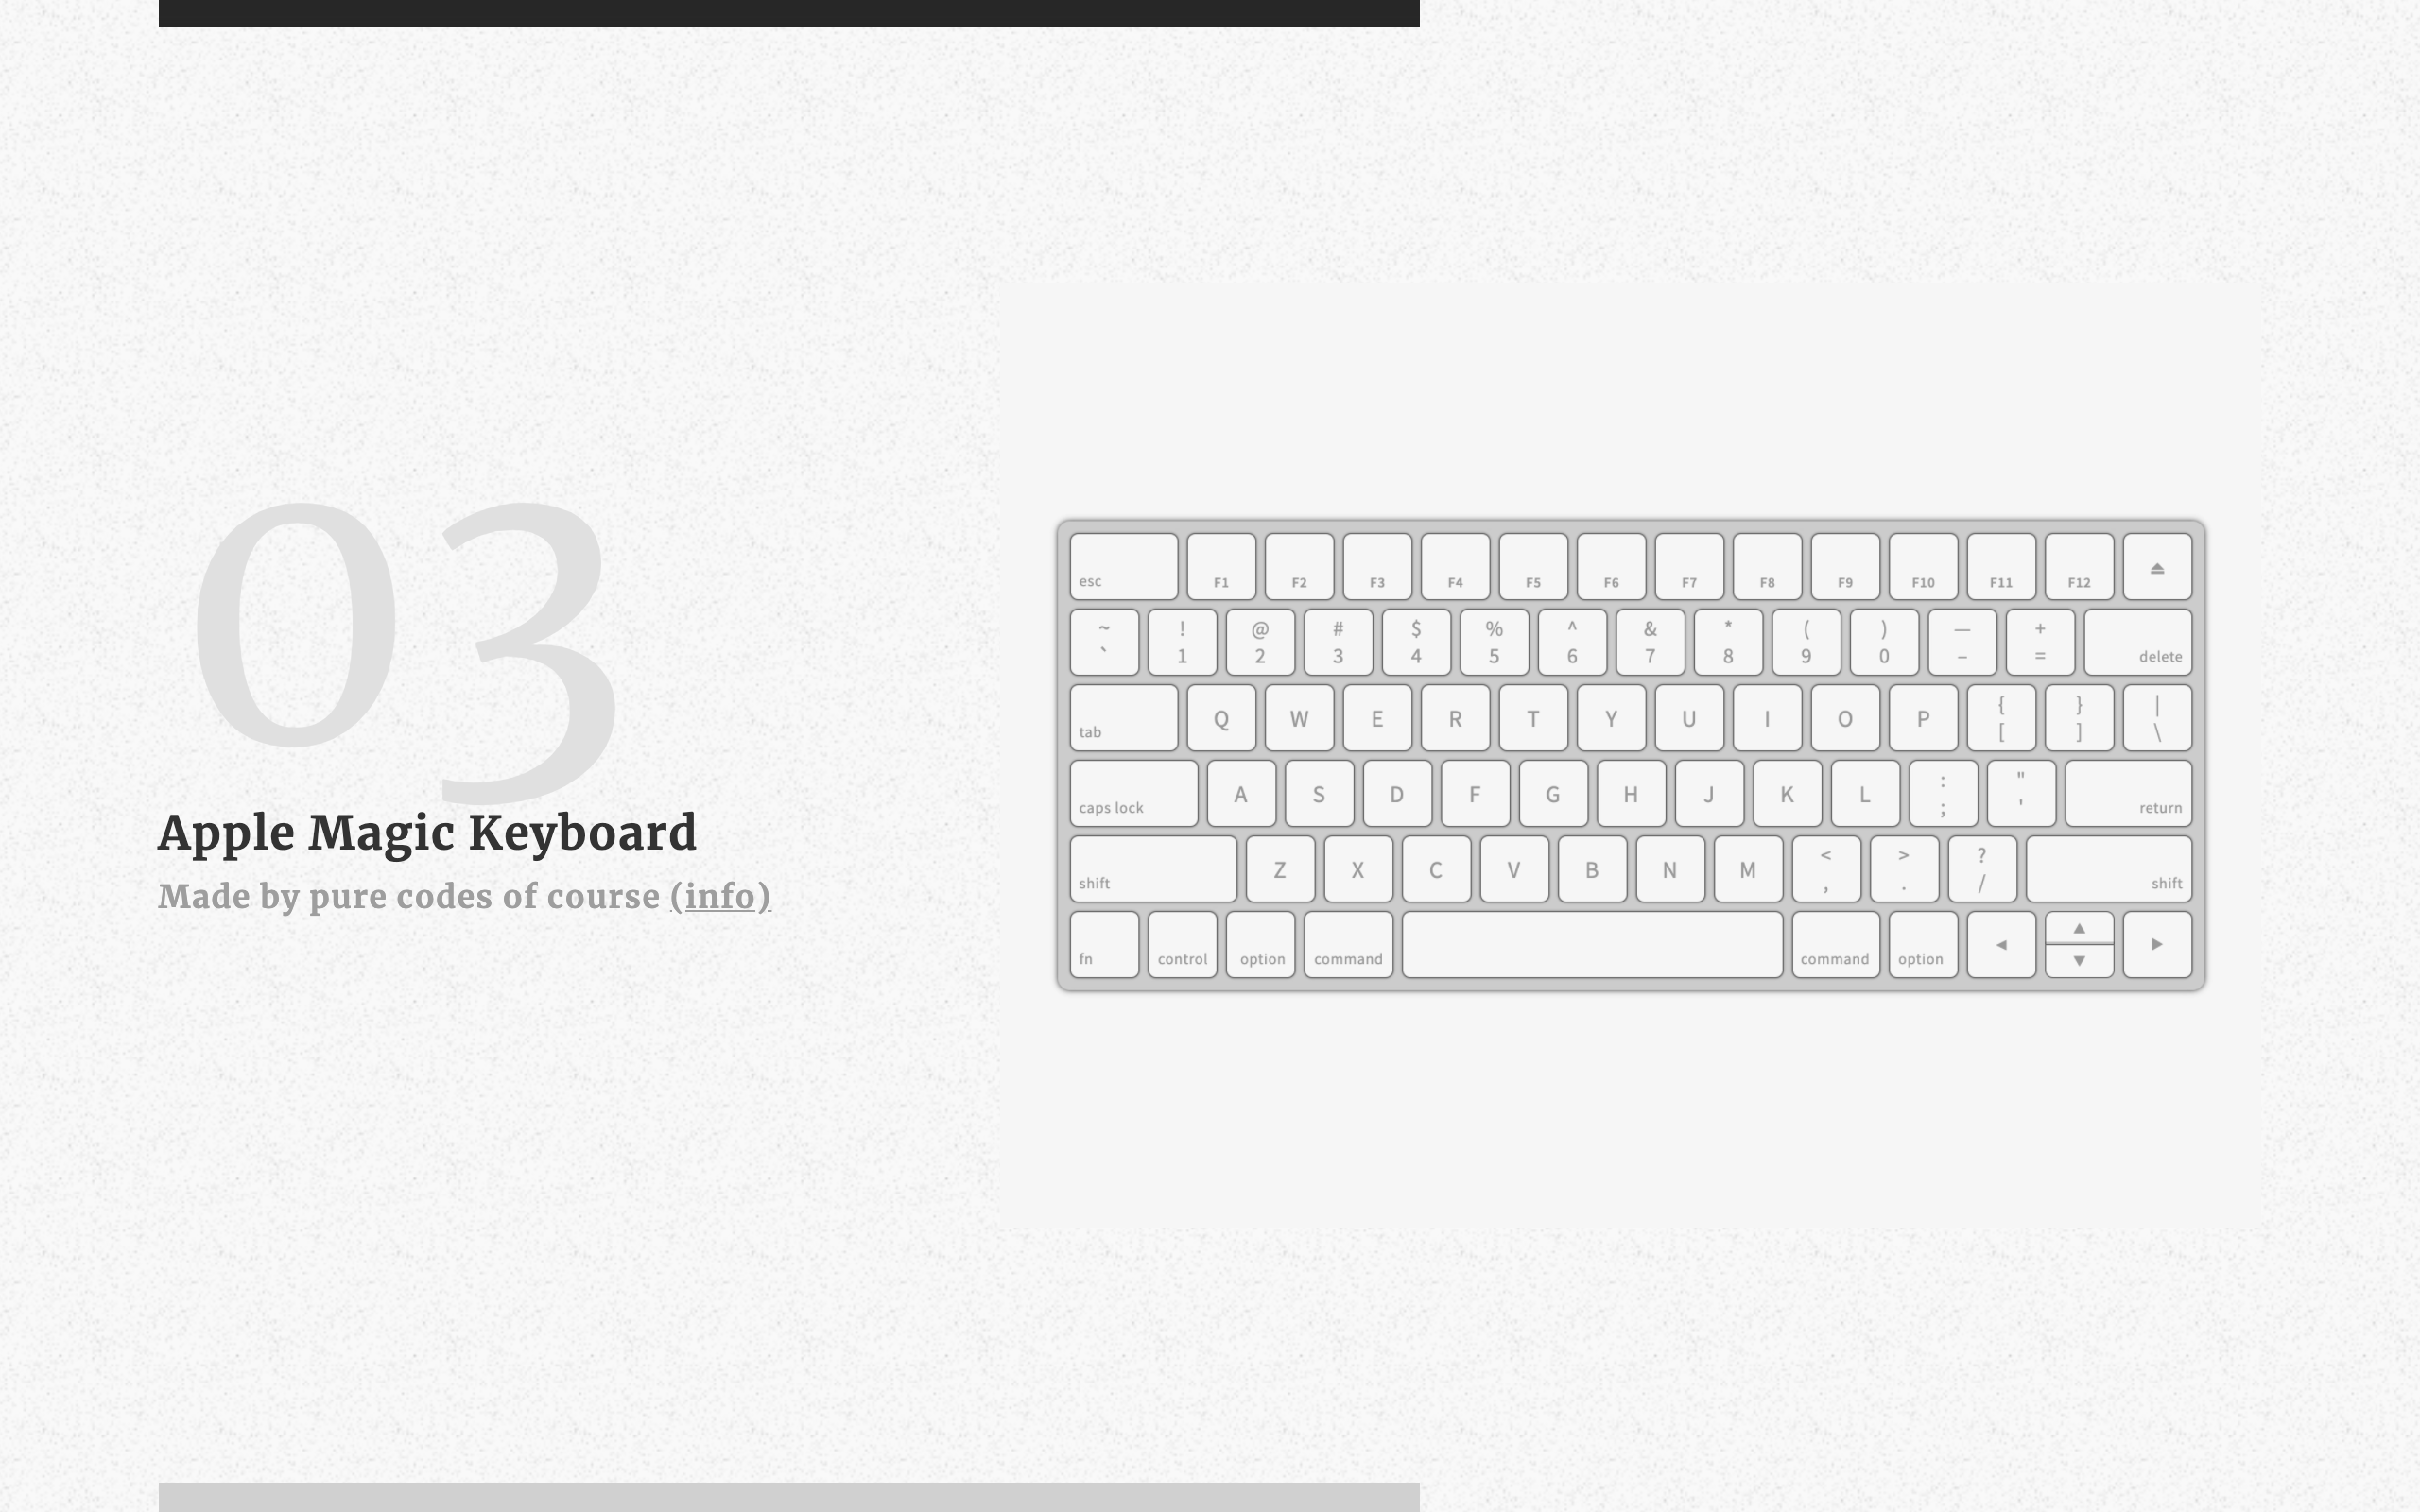 03
Apple Magic Keyboard
Made by pure codes of course (info)
esc F1 F2 F3 F4 F5 F6 F7 F8 F9 F10 F11 F12 ⏏
~ ! @ # $ % ^ & * ( ) — +
` 1 2 3 4 5 6 7 8 9 0 – = delete
tab Q W E R T Y U I O P { [ } ] | \
caps lock A S D F G H J K L : ; " ' return
shift Z X C V B N M < , > . ? / shift
fn control option command command option ◀ ▲ ▼ ▶